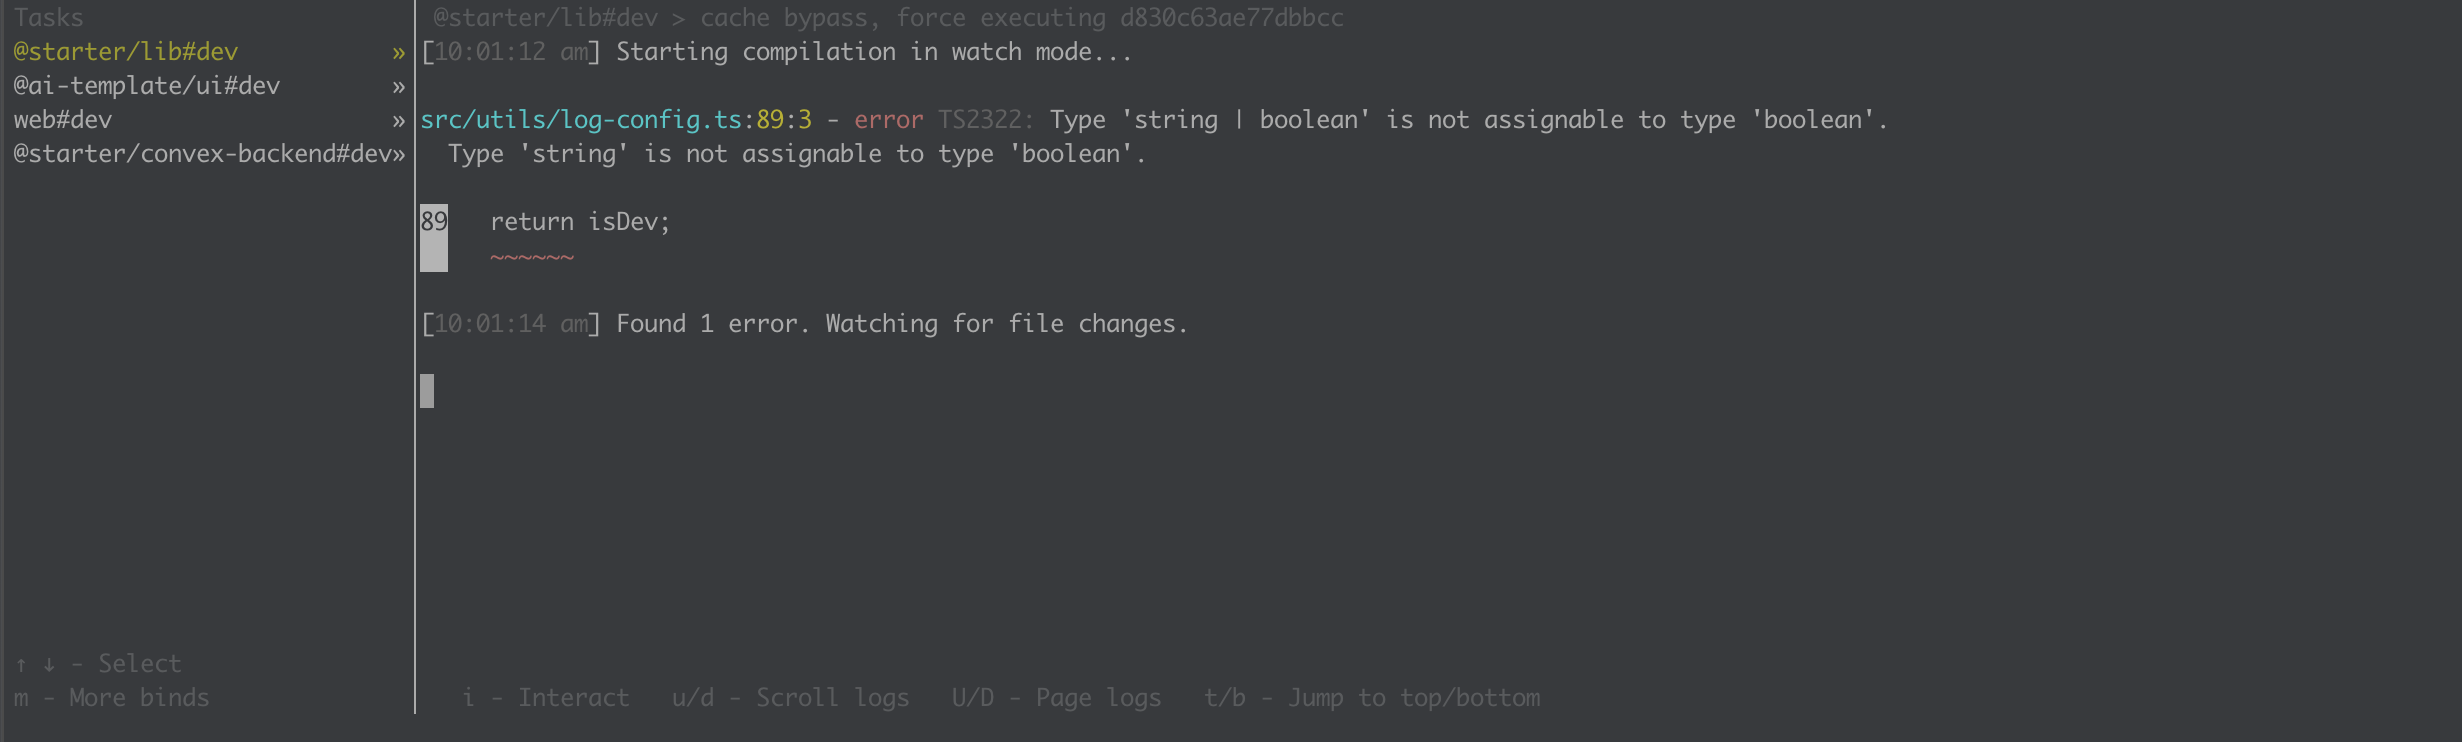 Tasks
@starter/lib#dev »
@ai-template/ui#dev »
web#dev »
@starter/convex-backend#dev»
↑ ↓ - Select
m - More binds
@starter/lib#dev > cache bypass, force executing d830c63ae77dbbcc
[10:01:12 am] Starting compilation in watch mode...
src/utils/log-config.ts:89:3 - error TS2322: Type 'string | boolean' is not assignable to type 'boolean'.
Type 'string' is not assignable to type 'boolean'.
89 return isDev;
~~~~~~
[10:01:14 am] Found 1 error. Watching for file changes.
i - Interact u/d - Scroll logs U/D - Page logs t/b - Jump to top/bottom